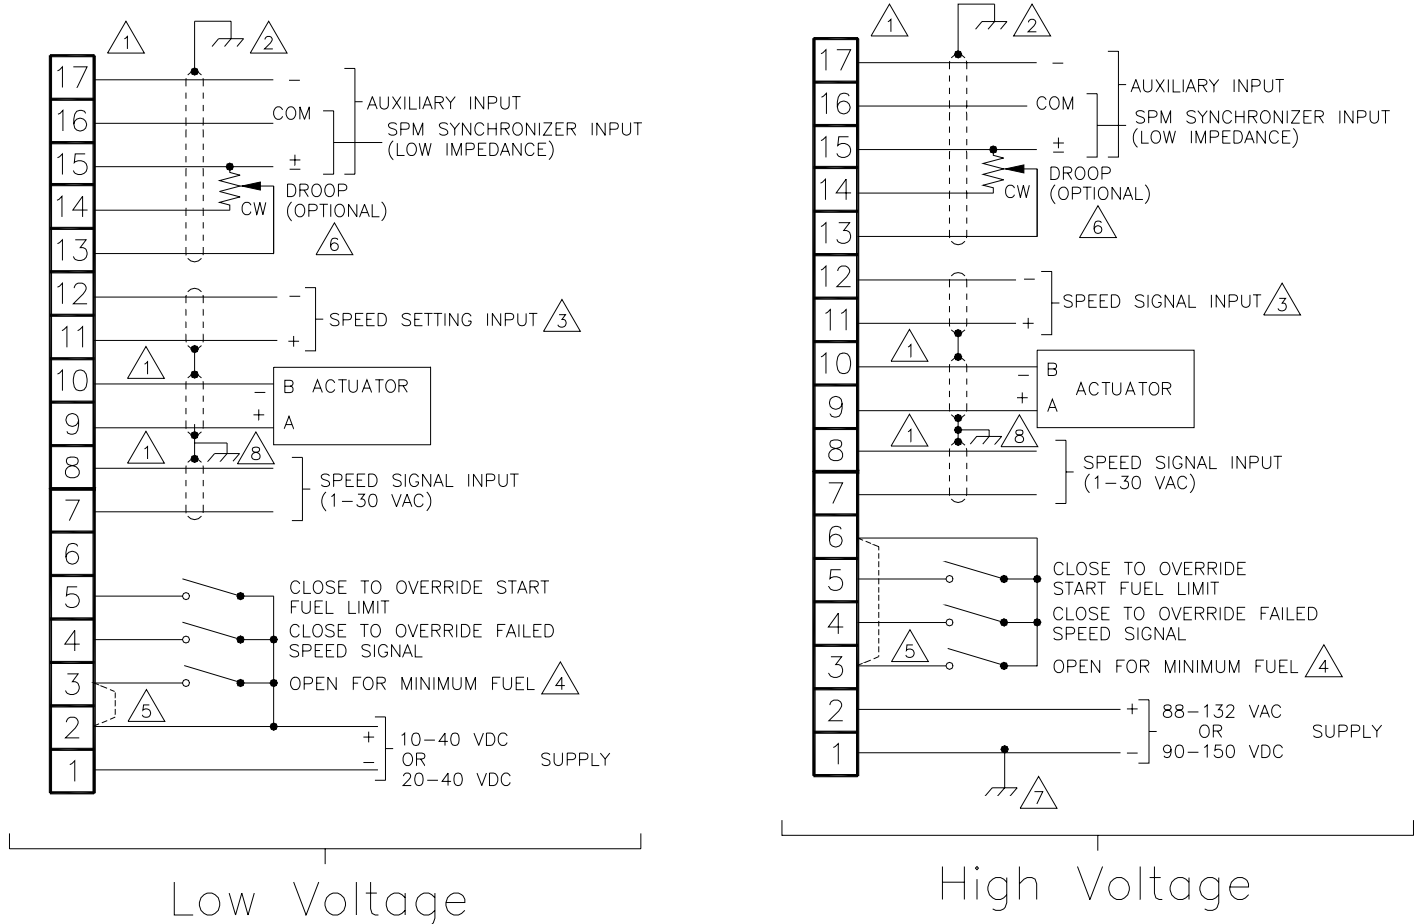 1
2
17
−
AUXILIARY INPUT
16
COM
SPM SYNCHRONIZER INPUT
(LOW IMPEDANCE)
15
±
DROOP
(OPTIONAL)
14
CW
6
13
12
−
SPEED SETTING INPUT
3
11
+
1
10
−
B
ACTUATOR
9
+
A
1
8
8
SPEED SIGNAL INPUT
(1−30 VAC)
7
6
5
CLOSE TO OVERRIDE START
FUEL LIMIT
4
CLOSE TO OVERRIDE FAILED
SPEED SIGNAL
3
OPEN FOR MINIMUM FUEL
4
5
2
+
10−40 VDC
OR
20−40 VDC
SUPPLY
−
1
Low Voltage
1
2
17
−
AUXILIARY INPUT
16
COM
SPM SYNCHRONIZER INPUT
(LOW IMPEDANCE)
15
±
DROOP
(OPTIONAL)
14
CW
6
13
12
−
SPEED SIGNAL INPUT
3
11
+
1
10
−
B
ACTUATOR
9
+
A
1
8
8
SPEED SIGNAL INPUT
(1−30 VAC)
7
6
5
CLOSE TO OVERRIDE
START FUEL LIMIT
4
CLOSE TO OVERRIDE FAILED
SPEED SIGNAL
5
3
OPEN FOR MINIMUM FUEL
4
2
+
88−132 VAC
OR
90−150 VDC
SUPPLY
1
−
7
High Voltage